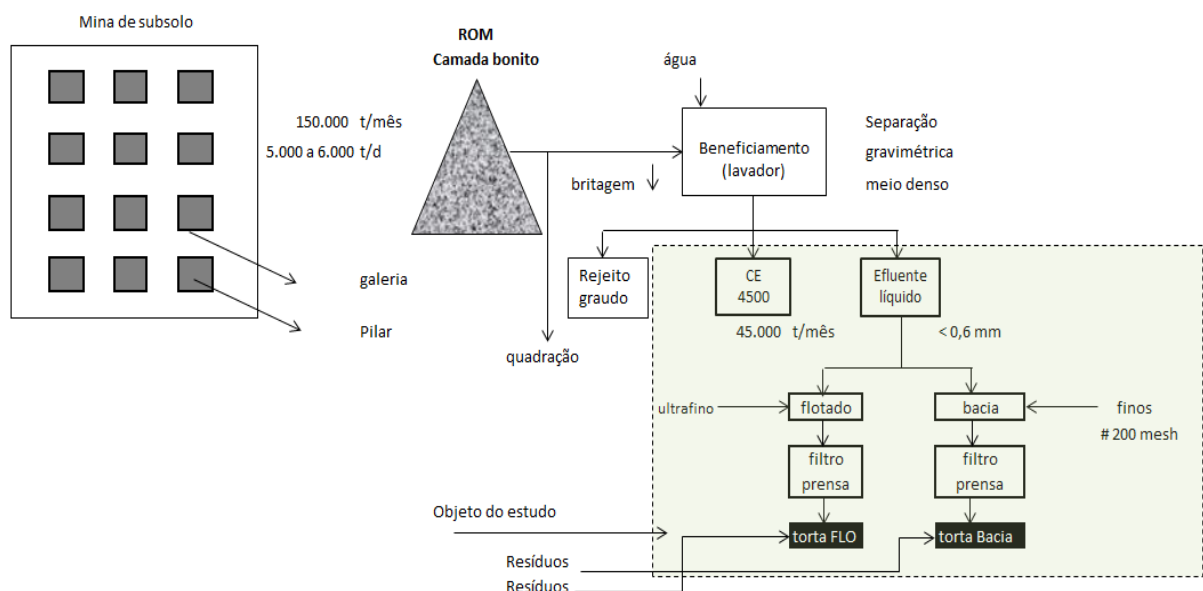 Mina de subsolo
ROM
Camada bonito
150.000 t/mês
5.000 a 6.000 t/d
água
Beneficiamento
(lavador)
Separação
gravimétrica
meio denso
britagem
galeria
Pilar
quadração
Rejeito
graudo
CE
4500
45.000 t/mês
Efluente
líquido
< 0,6 mm
ultrafino
flotado
bacia
finos
# 200 mesh
filtro
prensa
filtro
prensa
Objeto do estudo
torta FLO
torta Bacia
Resíduos
Resíduos